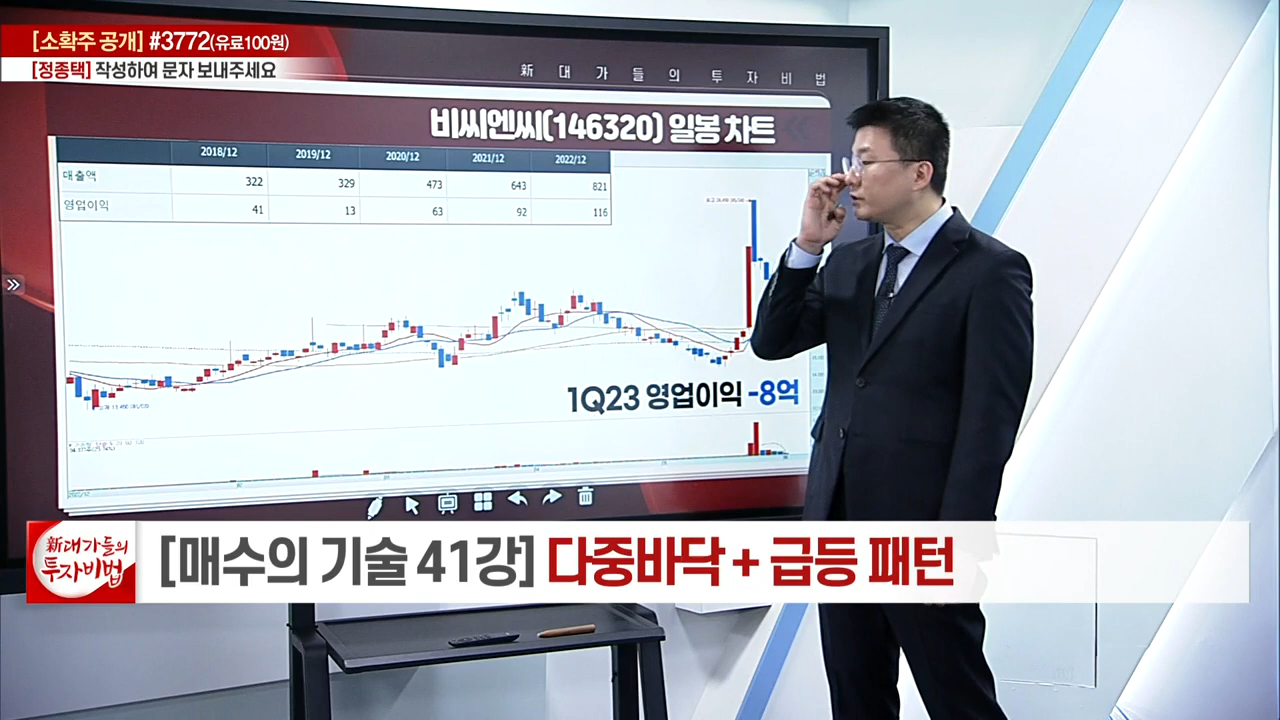 [소확주 공개] #3772(유료100원)
[정종택] 작성하여 문자 보내주세요
新 대 가 들 의 투 자 비 법
비씨엔씨(146320) 일봉 차트
2018/12 2019/12 2020/12 2021/12 2022/12
매출액 322 329 473 643 821
영업이익 41 13 63 92 116
1Q23 영업이익 -8억
新대가들의
투자비법
[매수의 기술 41강] 다중바닥 + 급등 패턴